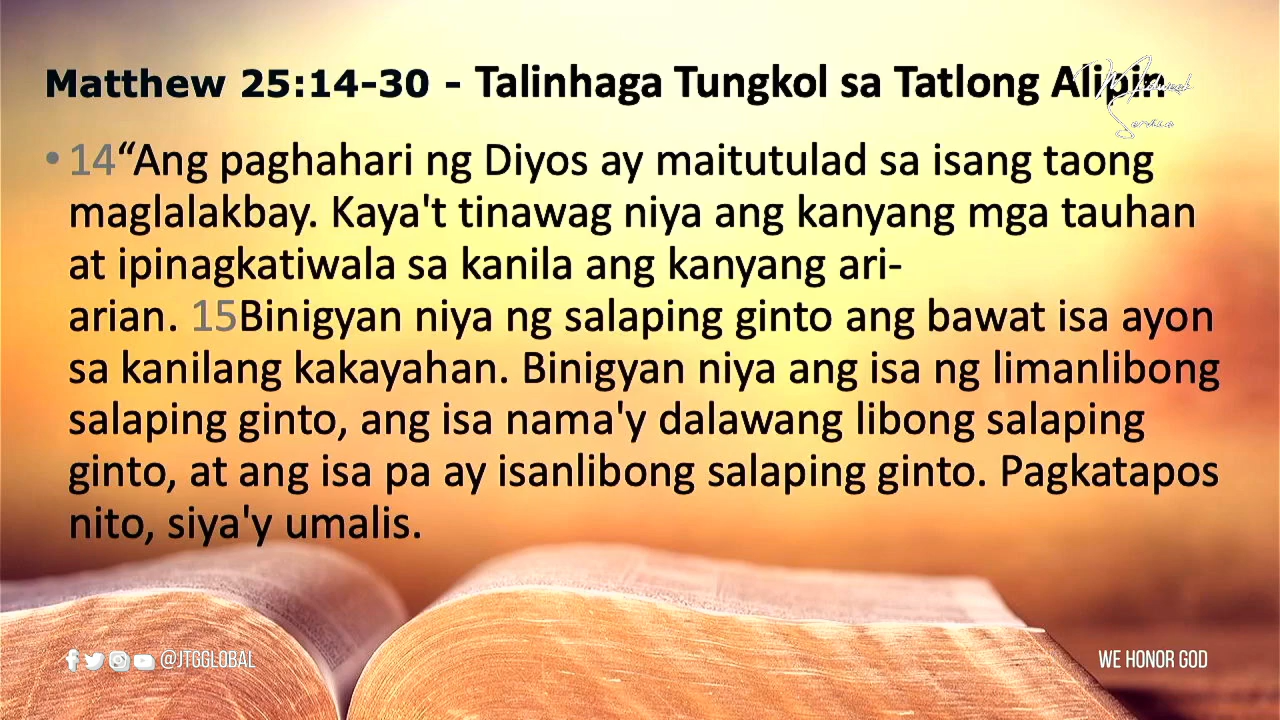 Matthew 25:14-30 - Talinhaga Tungkol sa Tatlong Alipin
• 14“Ang paghahari ng Diyos ay maitutulad sa isang taong
maglalakbay. Kaya't tinawag niya ang kanyang mga tauhan
at ipinagkatiwala sa kanila ang kanyang ari-
arian. 15Binigyan niya ng salaping ginto ang bawat isa ayon
sa kanilang kakayahan. Binigyan niya ang isa ng limanlibong
salaping ginto, ang isa nama'y dalawang libong salaping
ginto, at ang isa pa ay isanlibong salaping ginto. Pagkatapos
nito, siya'y umalis.
@JTGGLOBAL
WE HONOR GOD